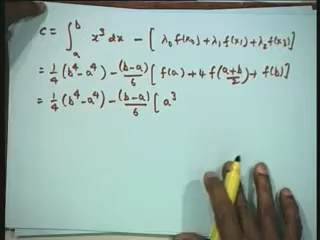 C = ∫_a^b x³ dx − [ λ₀ f(x₀) + λ₁ f(x₁) + λ₂ f(x₂) ]
= 1/4 (b⁴ − a⁴) − (b−a)/6 [ f(a) + 4 f((a+b)/2) + f(b) ]
= 1/4 (b⁴ − a⁴) − (b−a)/6 [ a³